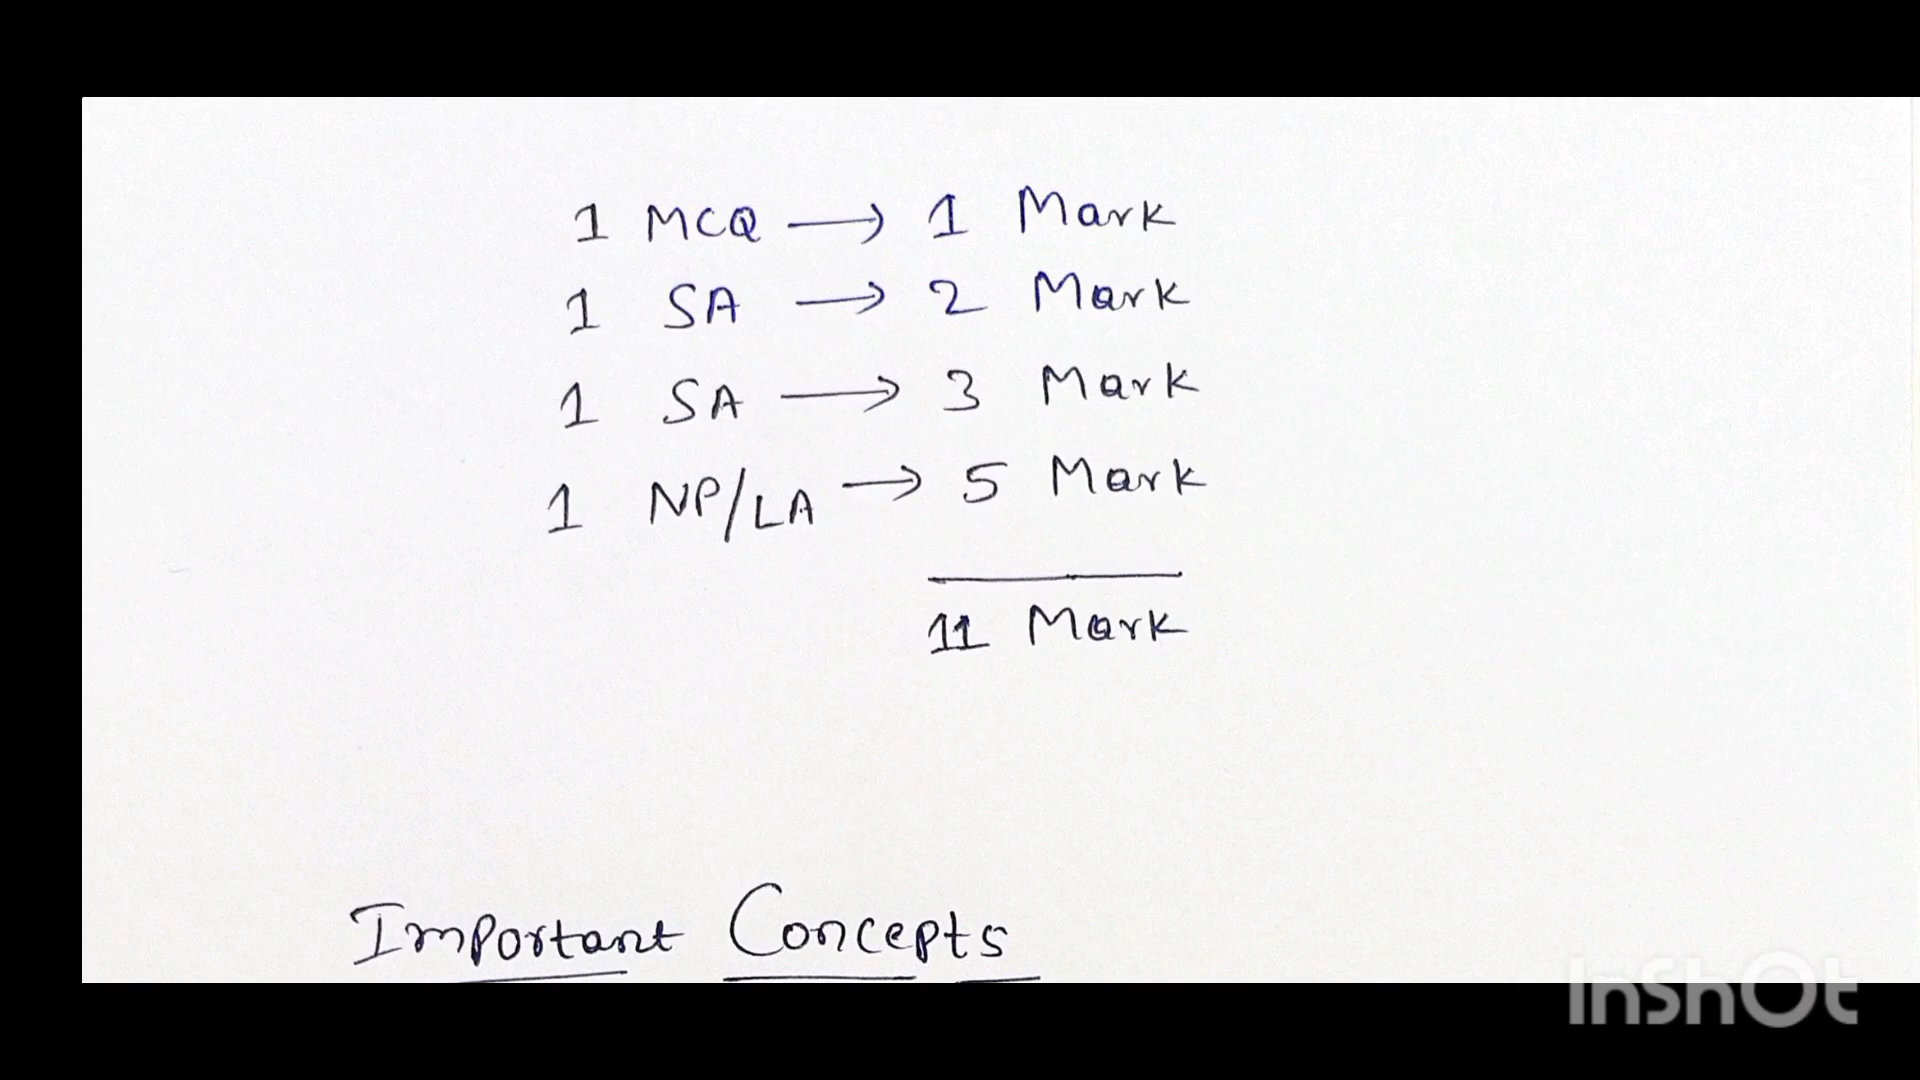 1 MCQ → 1 Mark
1 SA → 2 Mark
1 SA → 3 Mark
1 NP/LA → 5 Mark
11 Mark
Important Concepts
InShOt